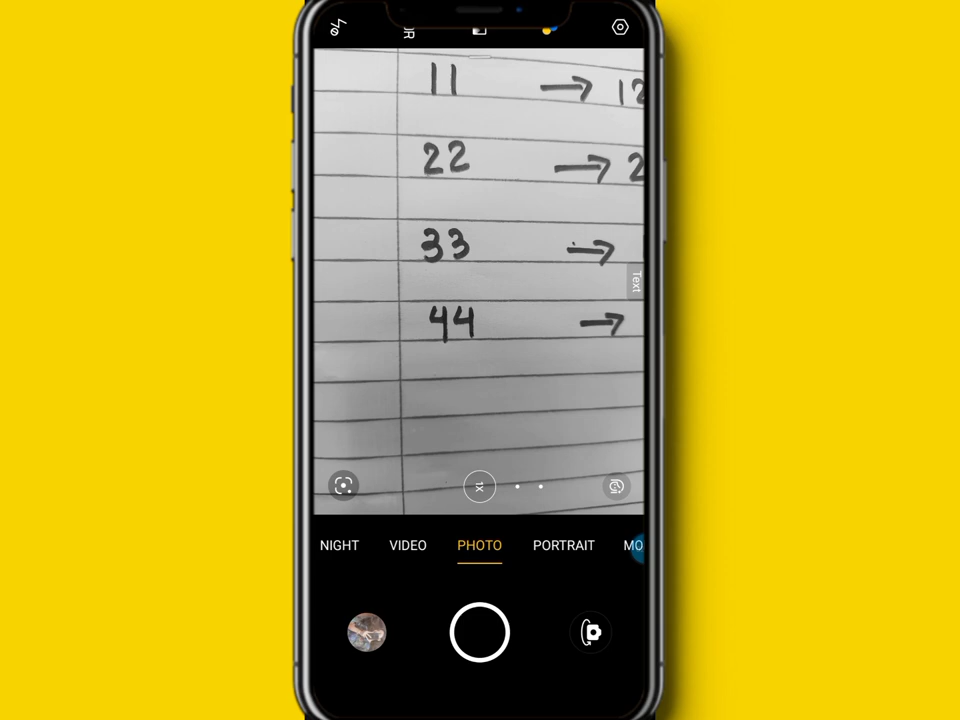 11 → 12
22 → 2
33 →
44 →
Text
1X
NIGHT VIDEO PHOTO PORTRAIT MO